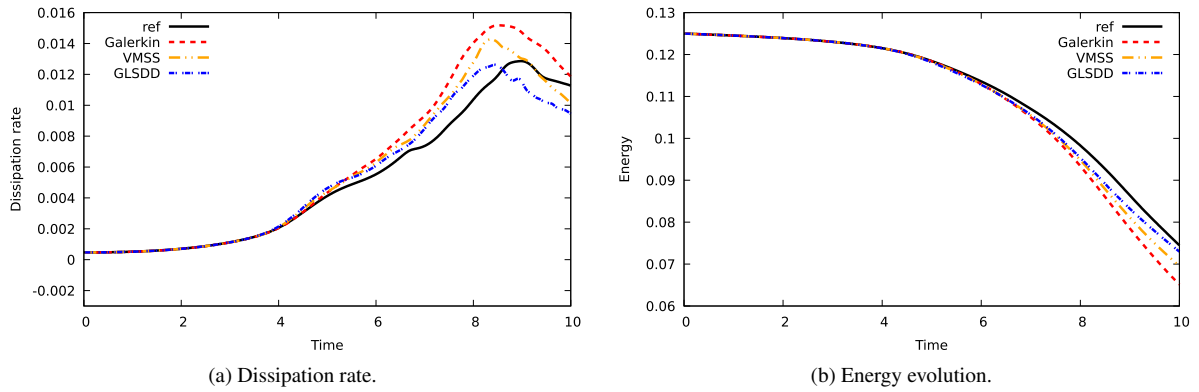 ref
Galerkin
VMSS
GLSDD
0.016
0.014
0.012
0.01
0.008
0.006
0.004
0.002
0
-0.002
Dissipation rate
0 2 4 6 8 10
Time
(a) Dissipation rate.
ref
Galerkin
VMSS
GLSDD
0.13
0.12
0.11
0.1
0.09
0.08
0.07
0.06
Energy
0 2 4 6 8 10
Time
(b) Energy evolution.